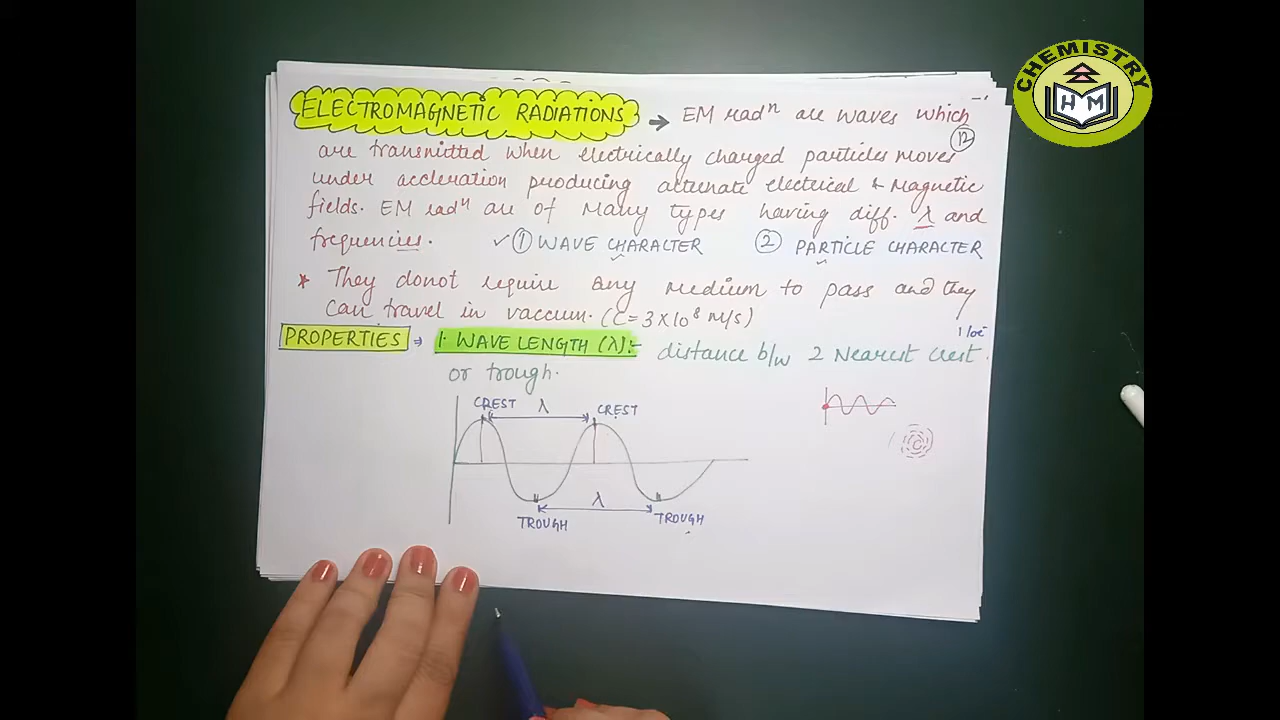 CHEMISTRY
HM
ELECTROMAGNETIC RADIATIONS → EM radⁿ are waves which
12
are transmitted when electrically charged particles moves
under accleration producing alternate electrical & Magnetic
fields. EM radⁿ are of Many types having diff. λ and
frequencies. ✓① WAVE CHARACTER ② PARTICLE CHARACTER
* They donot require any medium to pass and they
can travel in vaccum. (C = 3 X 10⁸ M/s)
PROPERTIES ⇒ 1. WAVE LENGTH (λ):- distance b/w 2 Nearest crest
or trough.
CREST λ CREST
C
λ
TROUGH TROUGH